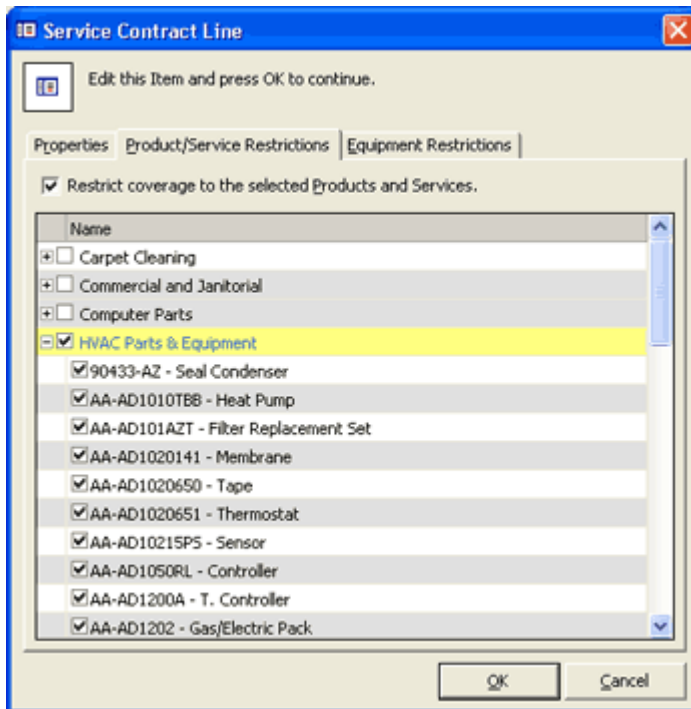 Service Contract Line
Edit this Item and press OK to continue.
Properties Product/Service Restrictions Equipment Restrictions
Restrict coverage to the selected Products and Services.
Name
Carpet Cleaning
Commercial and Janitorial
Computer Parts
HVAC Parts & Equipment
90433-AZ - Seal Condenser
AA-AD1010TBB - Heat Pump
AA-AD101AZT - Filter Replacement Set
AA-AD1020141 - Membrane
AA-AD1020650 - Tape
AA-AD1020651 - Thermostat
AA-AD10215PS - Sensor
AA-AD1050RL - Controller
AA-AD1200A - T. Controller
AA-AD1202 - Gas/Electric Pack
OK Cancel